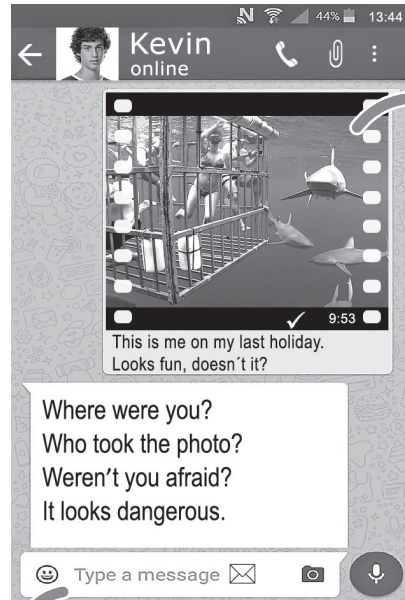 44% 13:44
Kevin
online
9:53
This is me on my last holiday.
Looks fun, doesn´t it?
Where were you?
Who took the photo?
Weren't you afraid?
It looks dangerous.
Type a message